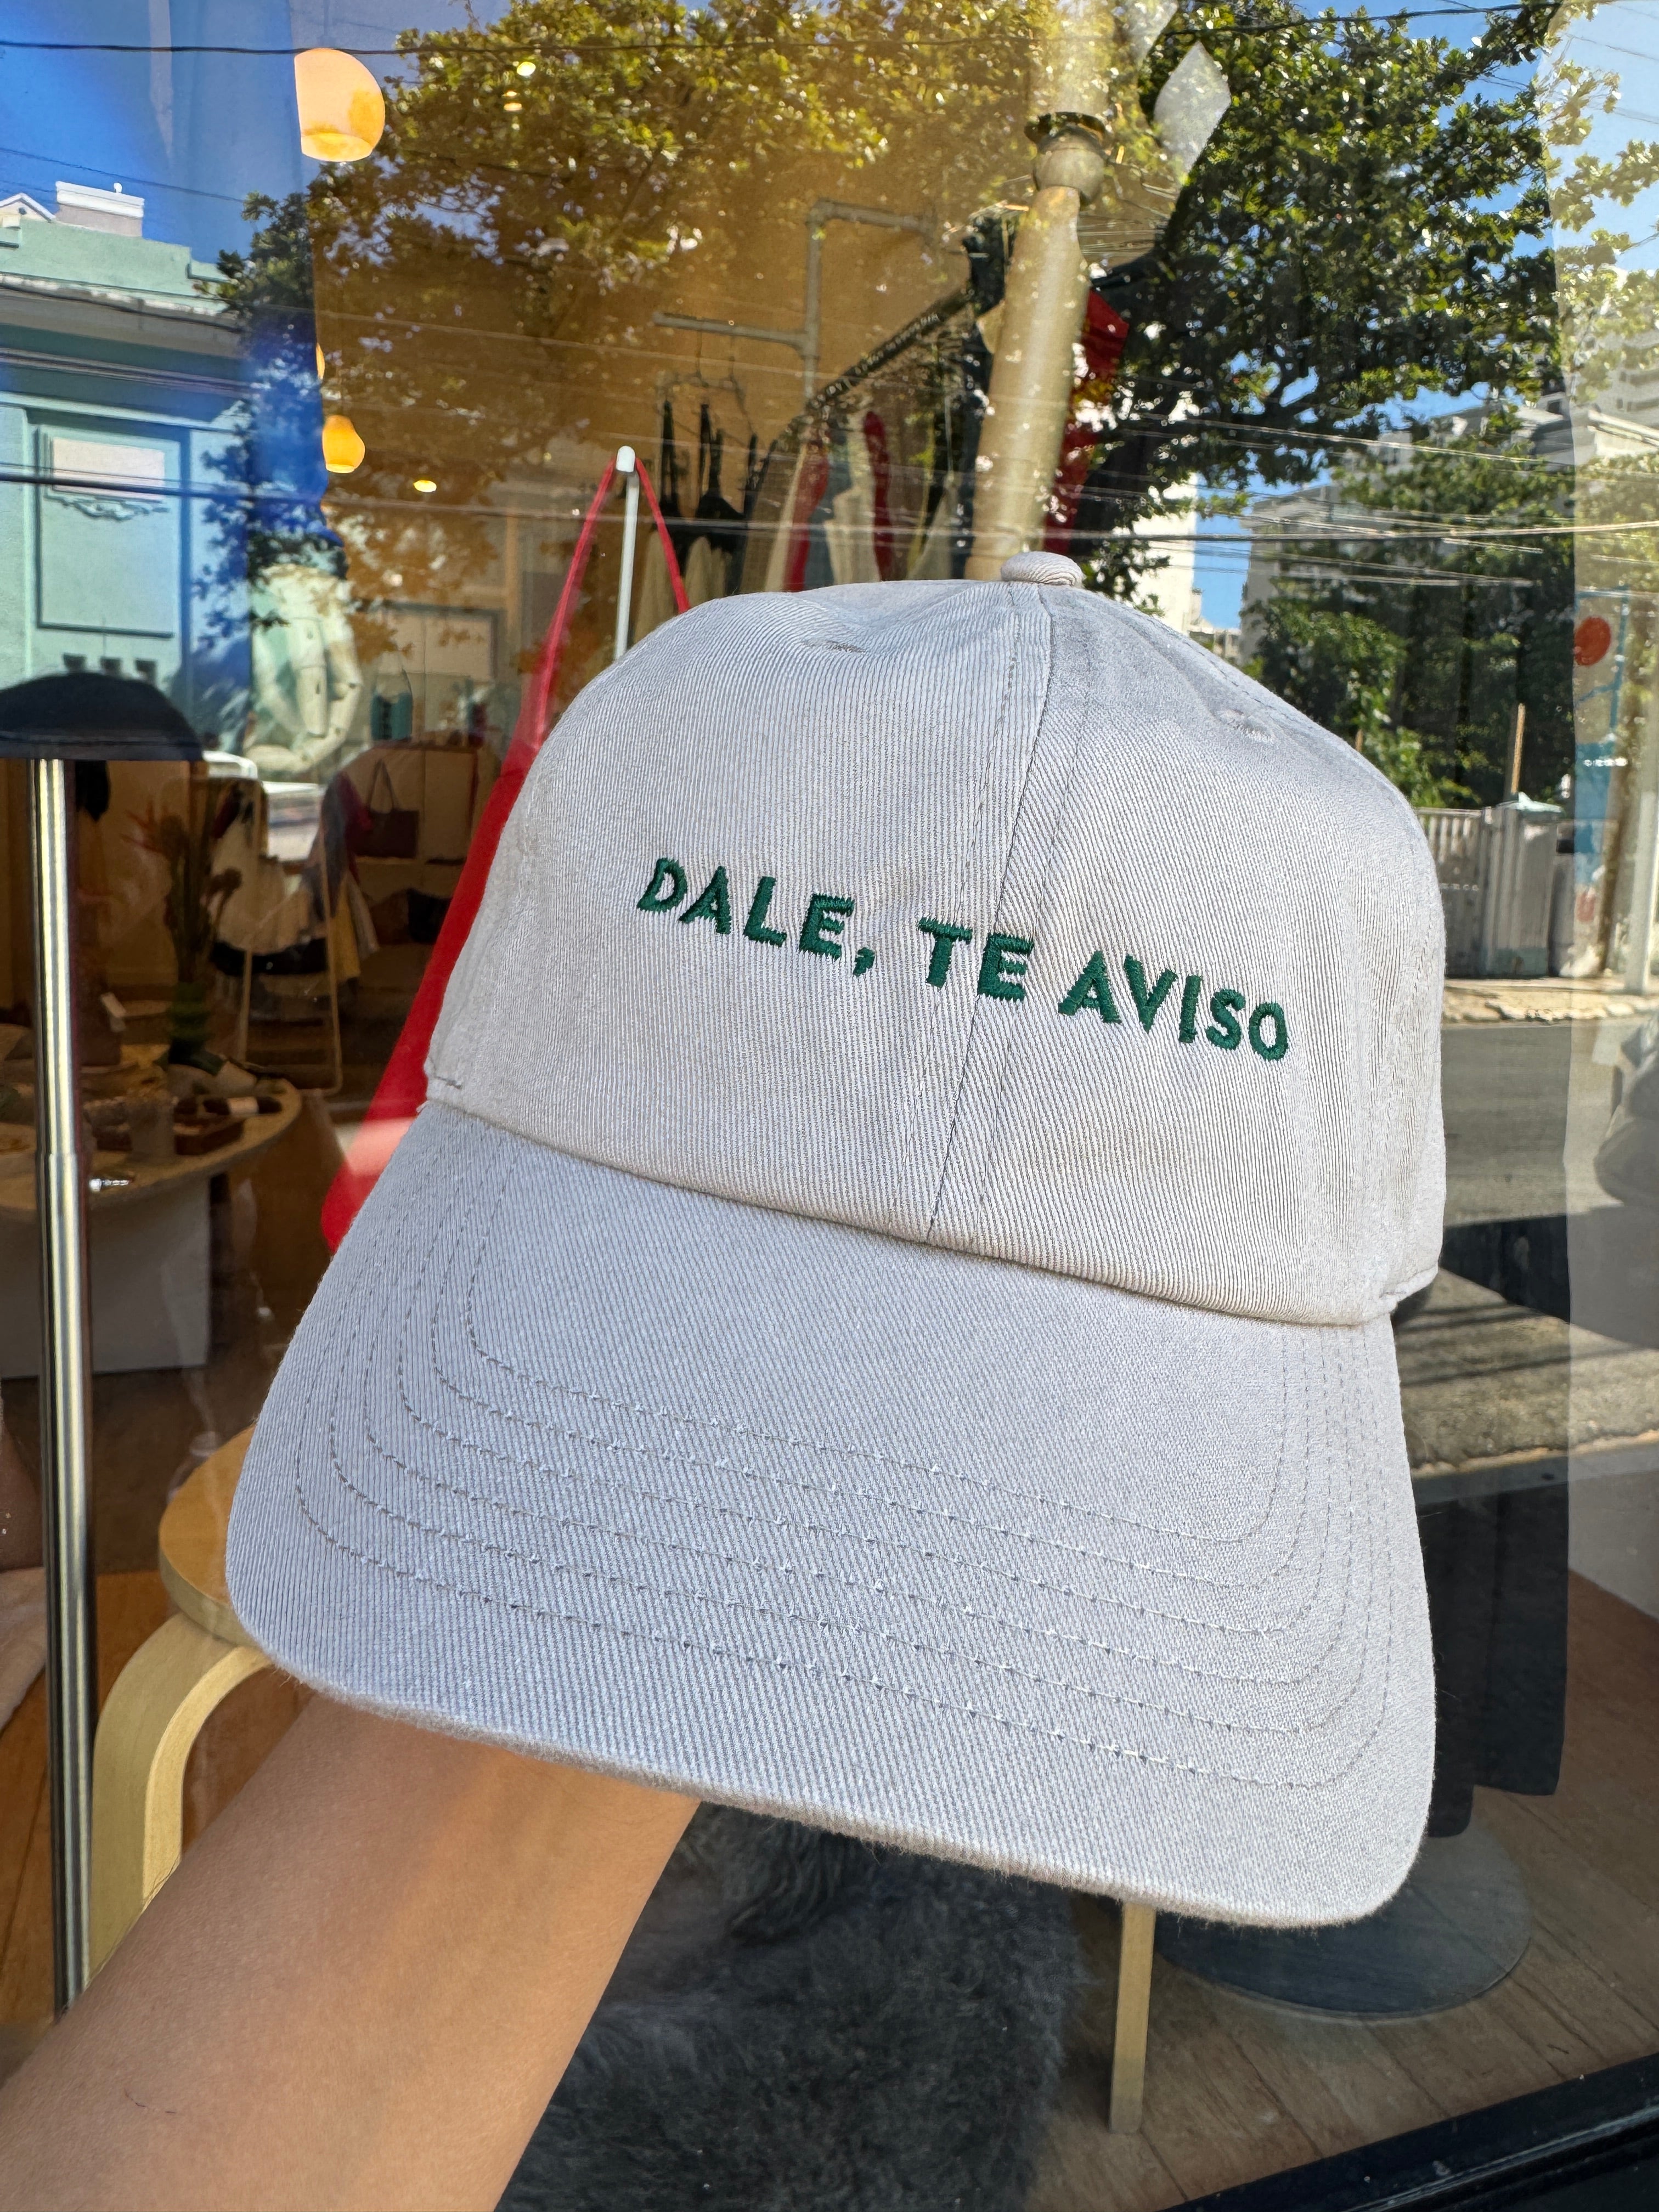 DALE, TE AVISO